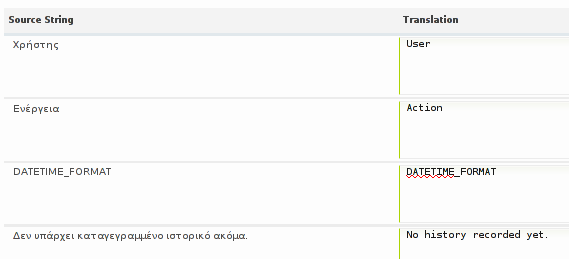 Source String Translation
Χρήστης User
Ενέργεια Action
DATETIME_FORMAT DATETIME_FORMAT
Δεν υπάρχει καταγεγραμμένο ιστορικό ακόμα. No history recorded yet.